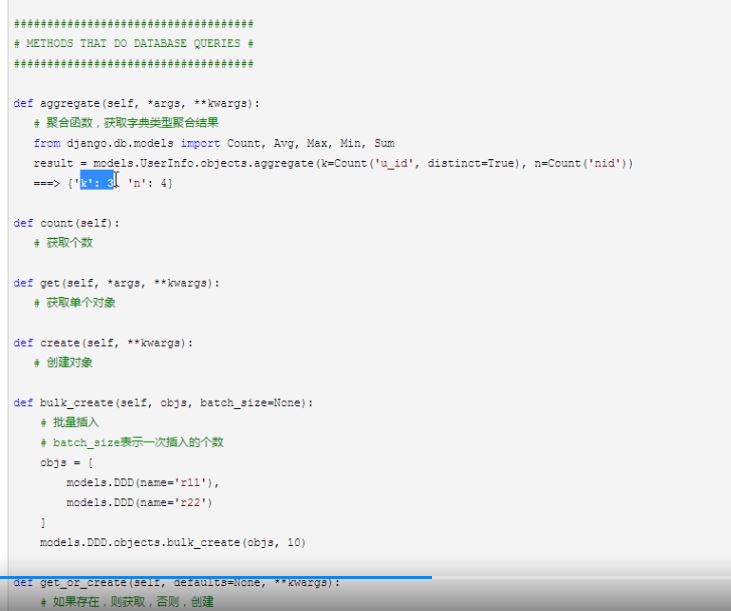 ####################################
# METHODS THAT DO DATABASE QUERIES #
####################################
def aggregate(self, *args, **kwargs):
# 聚合函数，获取字典类型聚合结果
from django.db.models import Count, Avg, Max, Min, Sum
result = models.UserInfo.objects.aggregate(k=Count('u_id', distinct=True), n=Count('nid'))
===> {'k': 3, 'n': 4}
def count(self):
# 获取个数
def get(self, *args, **kwargs):
# 获取单个对象
def create(self, **kwargs):
# 创建对象
def bulk_create(self, objs, batch_size=None):
# 批量插入
# batch_size表示一次插入的个数
objs = [
models.DDD(name='r11'),
models.DDD(name='r22')
]
models.DDD.objects.bulk_create(objs, 10)
def get_or_create(self, defaults=None, **kwargs):
# 如果存在，则获取，否则，创建